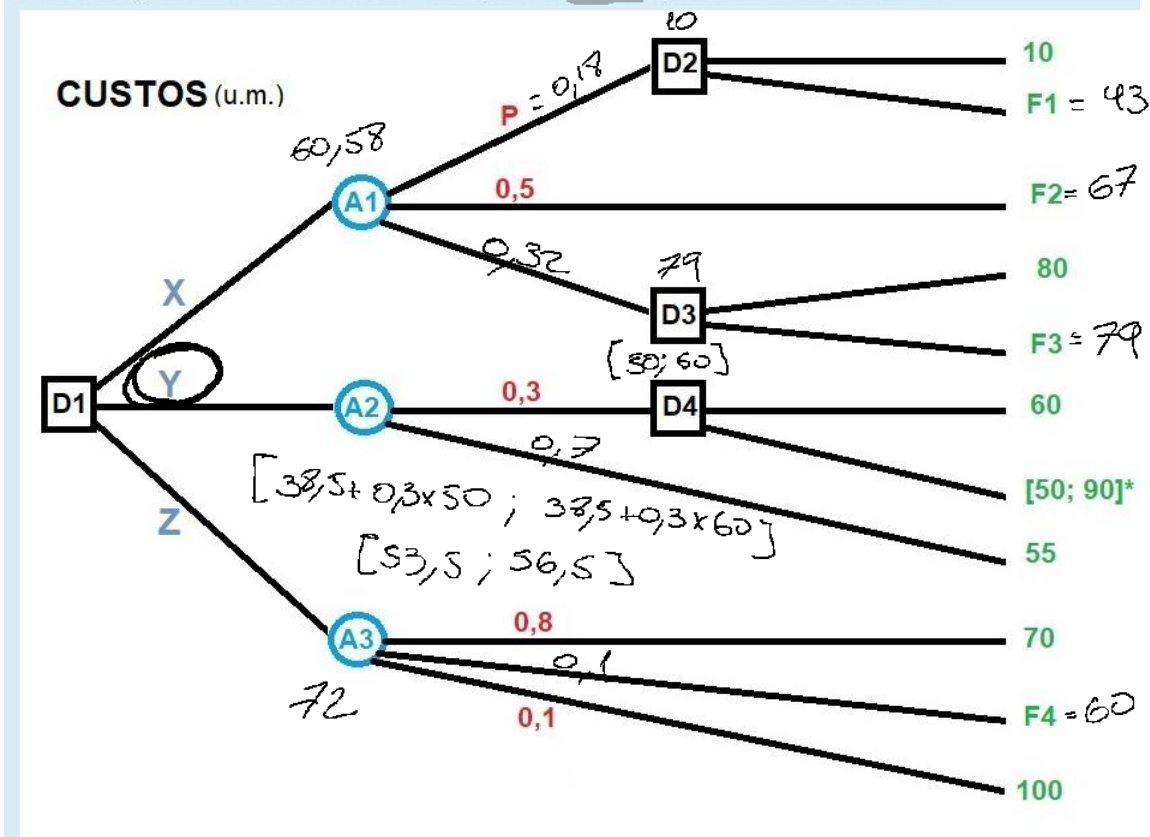 10
D2
10
CUSTOS (u.m.)
P = 0,18
F1 = 43
60,58
A1
0,5
F2= 67
0,32
79
80
X
D3
F3 = 79
[50; 60]
Y
D1
A2
0,3
D4
60
0,7
[38,5+0,3x50 ; 38,5+0,3x60]
[50; 90]*
Z
[53,5 ; 56,5]
55
0,8
A3
70
0,1
72
0,1
F4 = 60
100